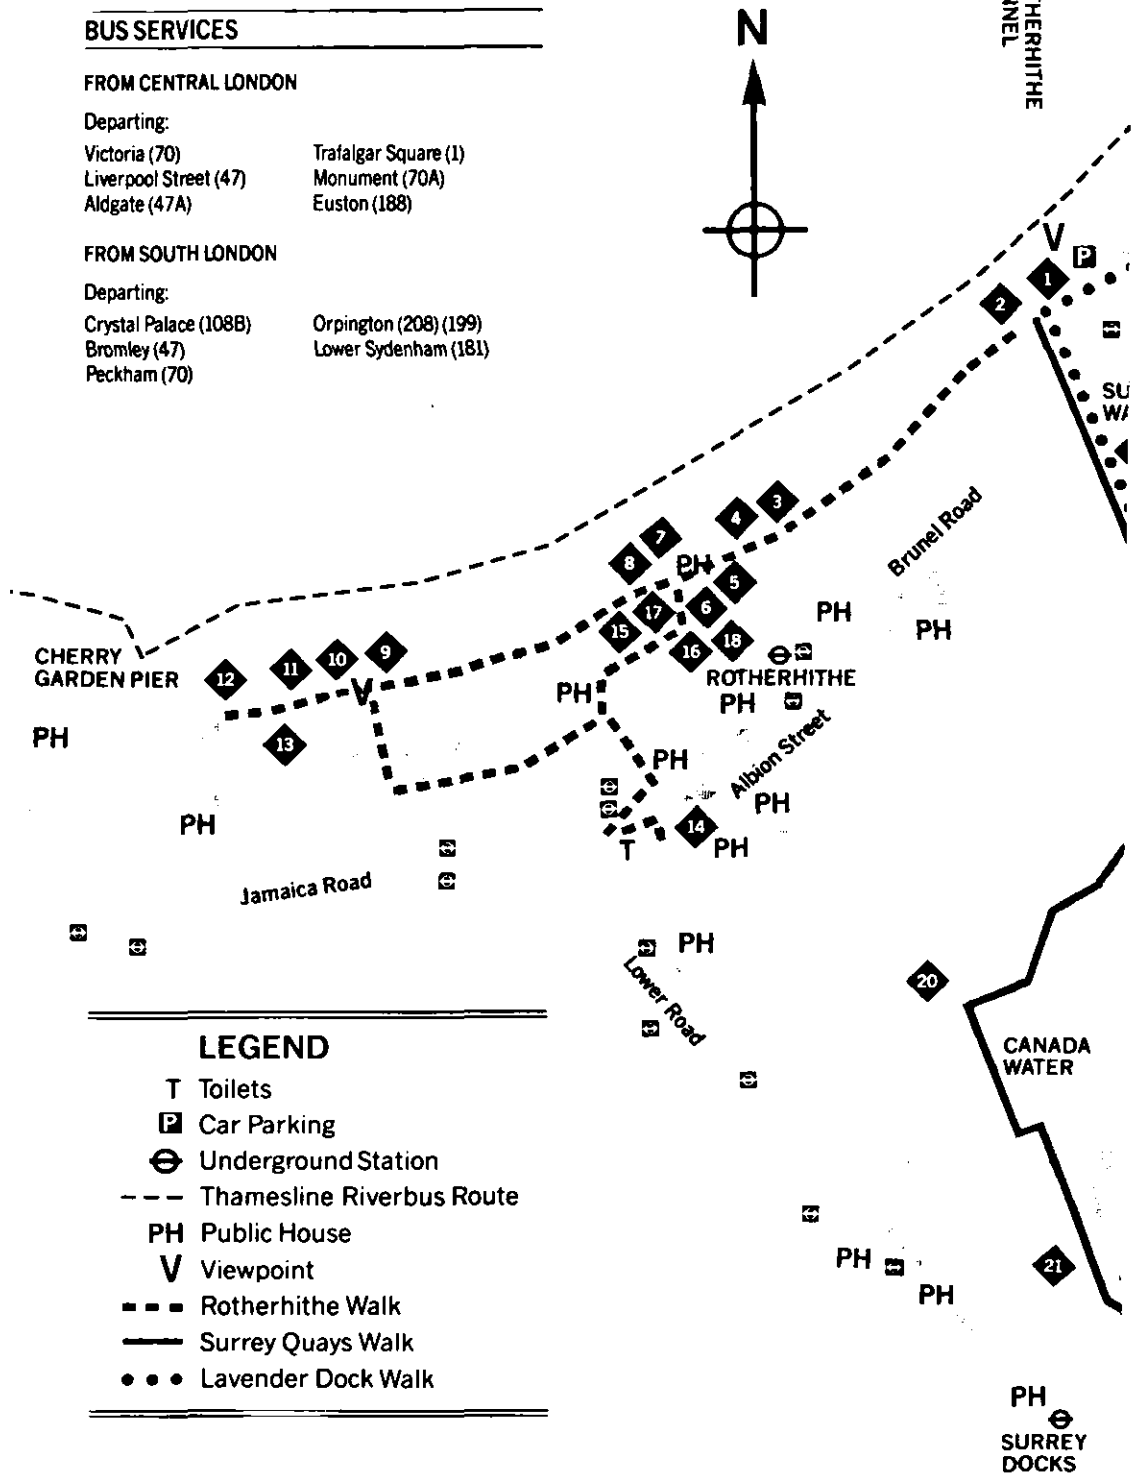 BUS SERVICES
FROM CENTRAL LONDON
Departing:
Victoria (70)
Liverpool Street (47)
Aldgate (47A)
Trafalgar Square (1)
Monument (70A)
Euston (188)
FROM SOUTH LONDON
Departing:
Crystal Palace (108B)
Bromley (47)
Peckham (70)
Orpington (208) (199)
Lower Sydenham (181)
N
THERHITHE
NNEL
V
P
1
2
SU
WA
Brunel Road
3
4
7
8
PH
5
6
17
15
16
18
PH
PH
ROTHERHITHE
PH
CHERRY
GARDEN PIER
12
11
10
9
V
PH
PH
13
PH
PH
Albion Street
PH
14
PH
T
Jamaica Road
PH
Lower Road
20
CANADA
WATER
PH
PH
21
PH
SURREY
DOCKS
LEGEND
T Toilets
P Car Parking
Underground Station
Thamesline Riverbus Route
PH Public House
V Viewpoint
Rotherhithe Walk
Surrey Quays Walk
Lavender Dock Walk